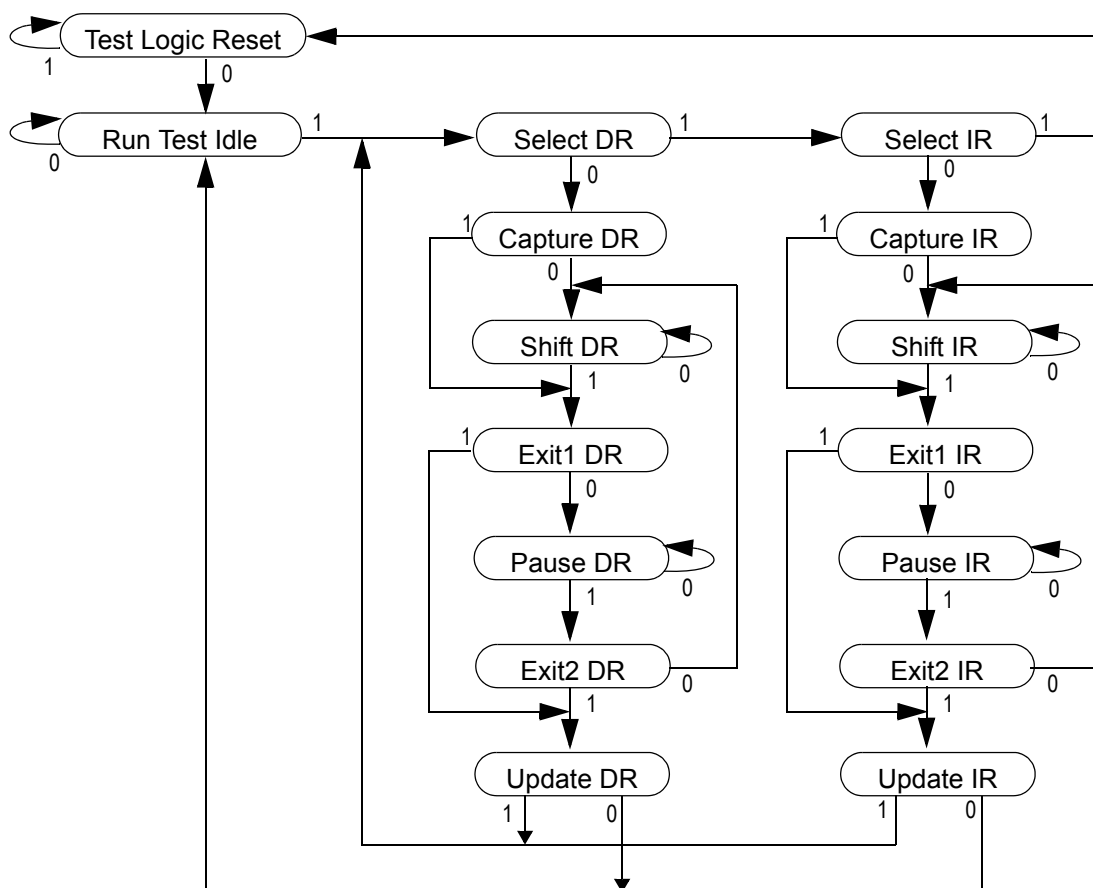 Test Logic Reset
1
0
Run Test Idle
1
Select DR
1
Select IR
1
0
0
0
1
Capture DR
1
Capture IR
0
0
Shift DR
Shift IR
0
0
1
1
1
Exit1 DR
1
Exit1 IR
0
0
Pause DR
Pause IR
0
0
1
1
Exit2 DR
Exit2 IR
0
0
1
1
Update DR
Update IR
1
0
1
0